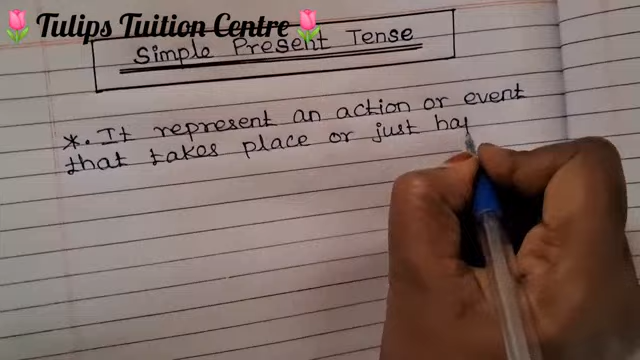 🌷Tulips Tuition Centre🌷
Simple Present Tense
*. It represent an action or event
that takes place or just ha